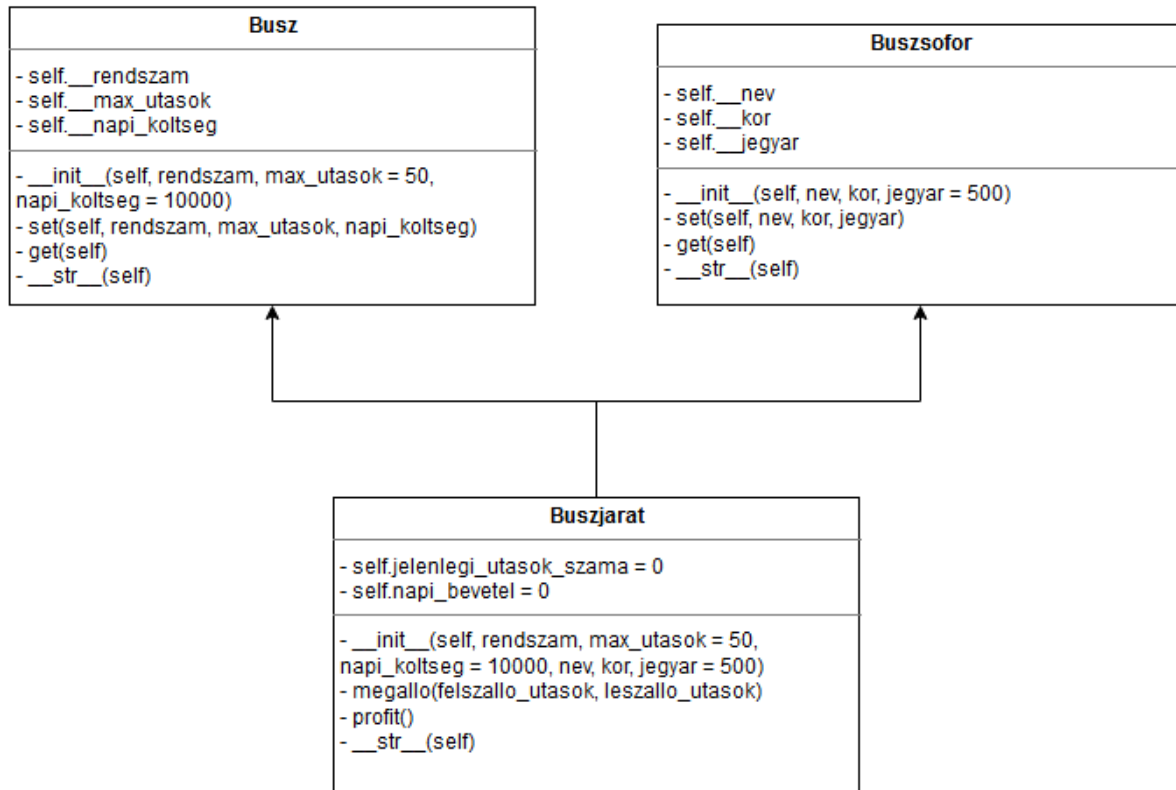 Busz
- self.__rendszam
- self.__max_utasok
- self.__napi_koltseg
- __init__(self, rendszam, max_utasok = 50,
napi_koltseg = 10000)
- set(self, rendszam, max_utasok, napi_koltseg)
- get(self)
- __str__(self)
Buszsofor
- self.__nev
- self.__kor
- self.__jegyar
- __init__(self, nev, kor, jegyar = 500)
- set(self, nev, kor, jegyar)
- get(self)
- __str__(self)
Buszjarat
- self.jelenlegi_utasok_szama = 0
- self.napi_bevetel = 0
- __init__(self, rendszam, max_utasok = 50,
napi_koltseg = 10000, nev, kor, jegyar = 500)
- megallo(felszallo_utasok, leszallo_utasok)
- profit()
- __str__(self)